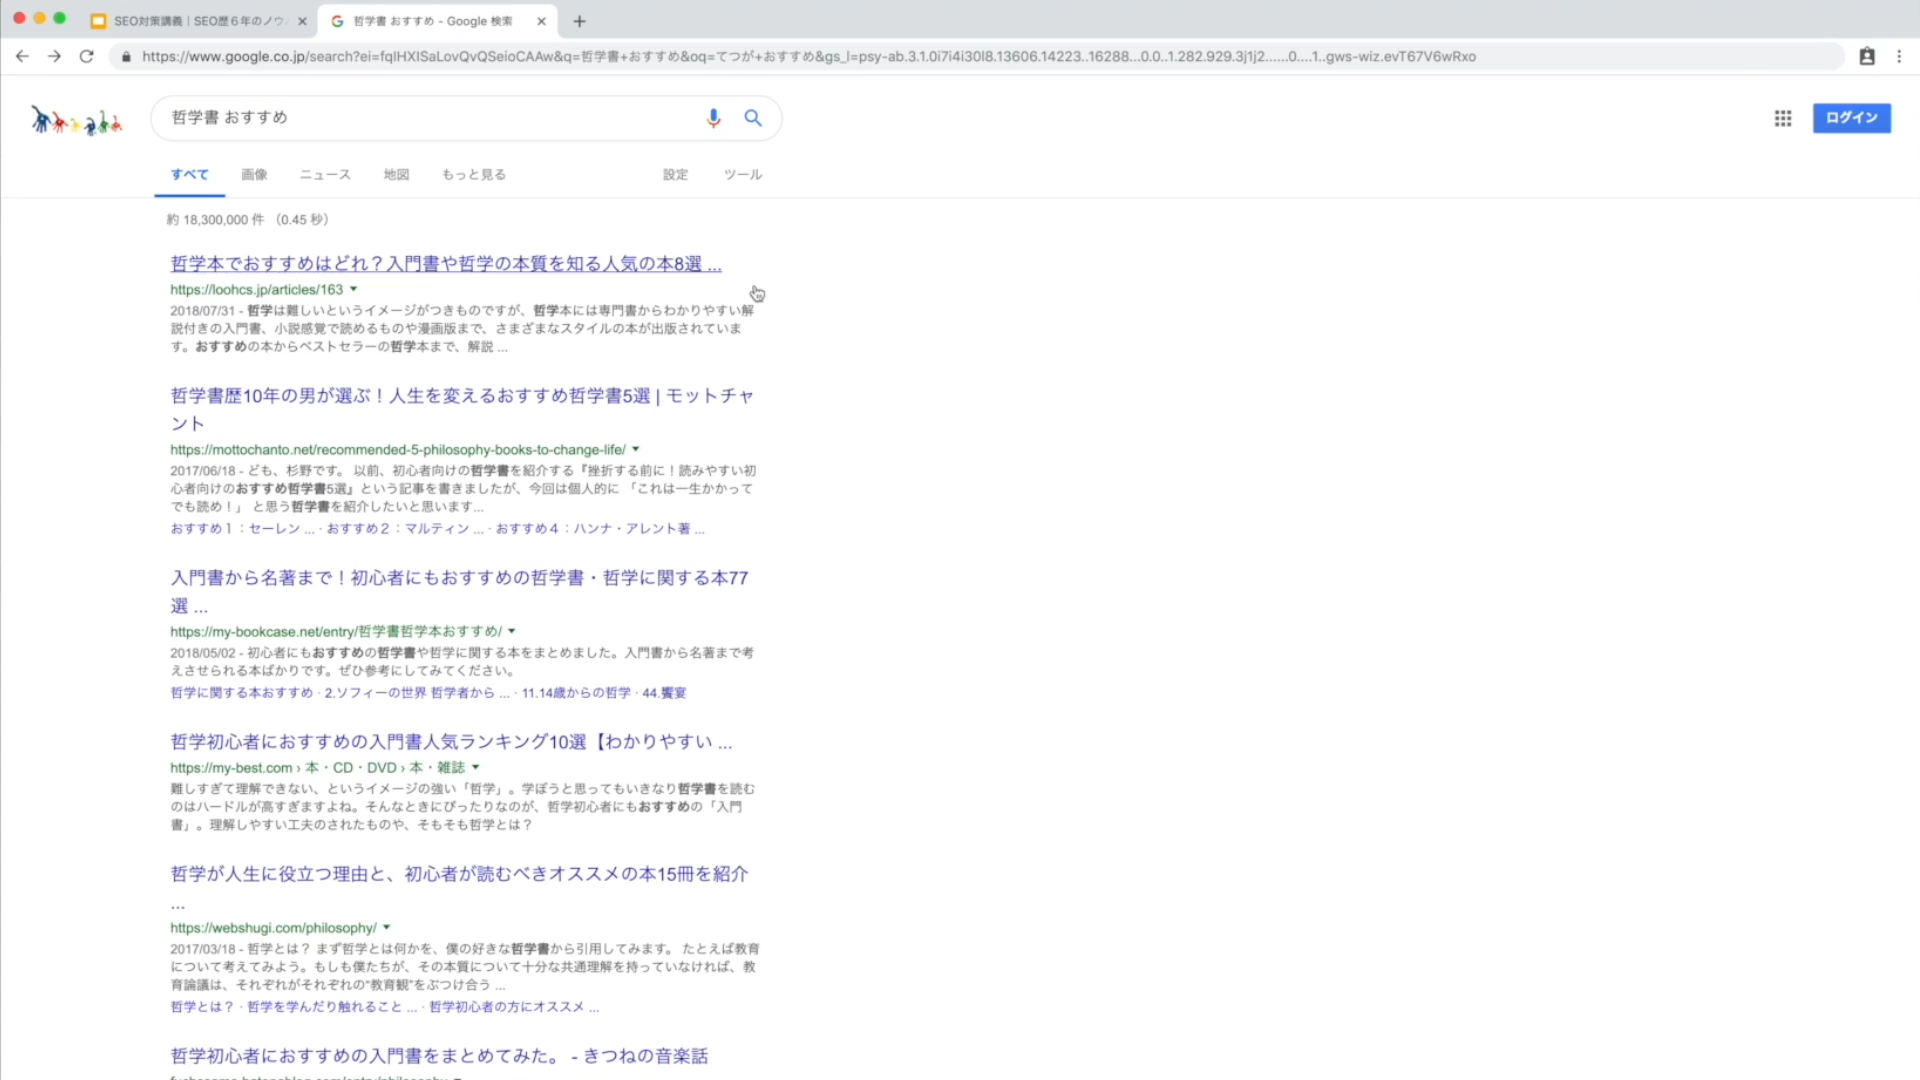 SEO対策講義｜SEO歴６年のノウ
哲学書 おすすめ - Google 検索
https://www.google.co.jp/search?ei=fqlHXISaLovQvQSeioCAAw&q=哲学書+おすすめ&oq=てつが+おすすめ&gs_l=psy-ab.3.1.0i7i4i30l8.13606.14223..16288...0.0..1.282.929.3j1j2......0....1..gws-wiz.evT67V6wRxo
哲学書 おすすめ
ログイン
すべて 画像 ニュース 地図 もっと見る 設定 ツール
約 18,300,000 件 （0.45 秒）
哲学本でおすすめはどれ？入門書や哲学の本質を知る人気の本8選 ...
https://loohcs.jp/articles/163
2018/07/31 - 哲学は難しいというイメージがつきものですが、哲学本には専門書からわかりやすい解
説付きの入門書、小説感覚で読めるものや漫画版まで、さまざまなスタイルの本が出版されていま
す。おすすめの本からベストセラーの哲学本まで、解説 ...
哲学書歴10年の男が選ぶ！人生を変えるおすすめ哲学書5選 | モットチャ
ント
https://mottochanto.net/recommended-5-philosophy-books-to-change-life/
2017/06/18 - ども、杉野です。 以前、初心者向けの哲学書を紹介する『挫折する前に！読みやすい初
心者向けのおすすめ哲学書5選』という記事を書きましたが、今回は個人的に 「これは一生かかって
でも読め！」 と思う哲学書を紹介したいと思います...
おすすめ１：セーレン ... · おすすめ２：マルティン ... · おすすめ４：ハンナ・アレント著 ...
入門書から名著まで！初心者にもおすすめの哲学書・哲学に関する本77
選 ...
https://my-bookcase.net/entry/哲学書哲学本おすすめ/
2018/05/02 - 初心者にもおすすめの哲学書や哲学に関する本をまとめました。入門書から名著まで考
えさせられる本ばかりです。ぜひ参考にしてみてください。
哲学に関する本おすすめ · 2.ソフィーの世界 哲学者から ... · 11.14歳からの哲学 · 44.饗宴
哲学初心者におすすめの入門書人気ランキング10選【わかりやすい ...
https://my-best.com › 本・CD・DVD › 本・雑誌
難しすぎて理解できない、というイメージの強い「哲学」。学ぼうと思ってもいきなり哲学書を読む
のはハードルが高すぎますよね。そんなときにぴったりなのが、哲学初心者にもおすすめの「入門
書」。理解しやすい工夫のされたものや、そもそも哲学とは？
哲学が人生に役立つ理由と、初心者が読むべきオススメの本15冊を紹介
...
https://webshugi.com/philosophy/
2017/03/18 - 哲学とは？ まず哲学とは何かを、僕の好きな哲学書から引用してみます。 たとえば教育
について考えてみよう。もしも僕たちが、その本質について十分な共通理解を持っていなければ、教
育論議は、それぞれがそれぞれの“教育観”をぶつけ合う ...
哲学とは？ · 哲学を学んだり触れること ... · 哲学初心者の方にオススメ ...
哲学初心者におすすめの入門書をまとめてみた。 - きつねの音楽話